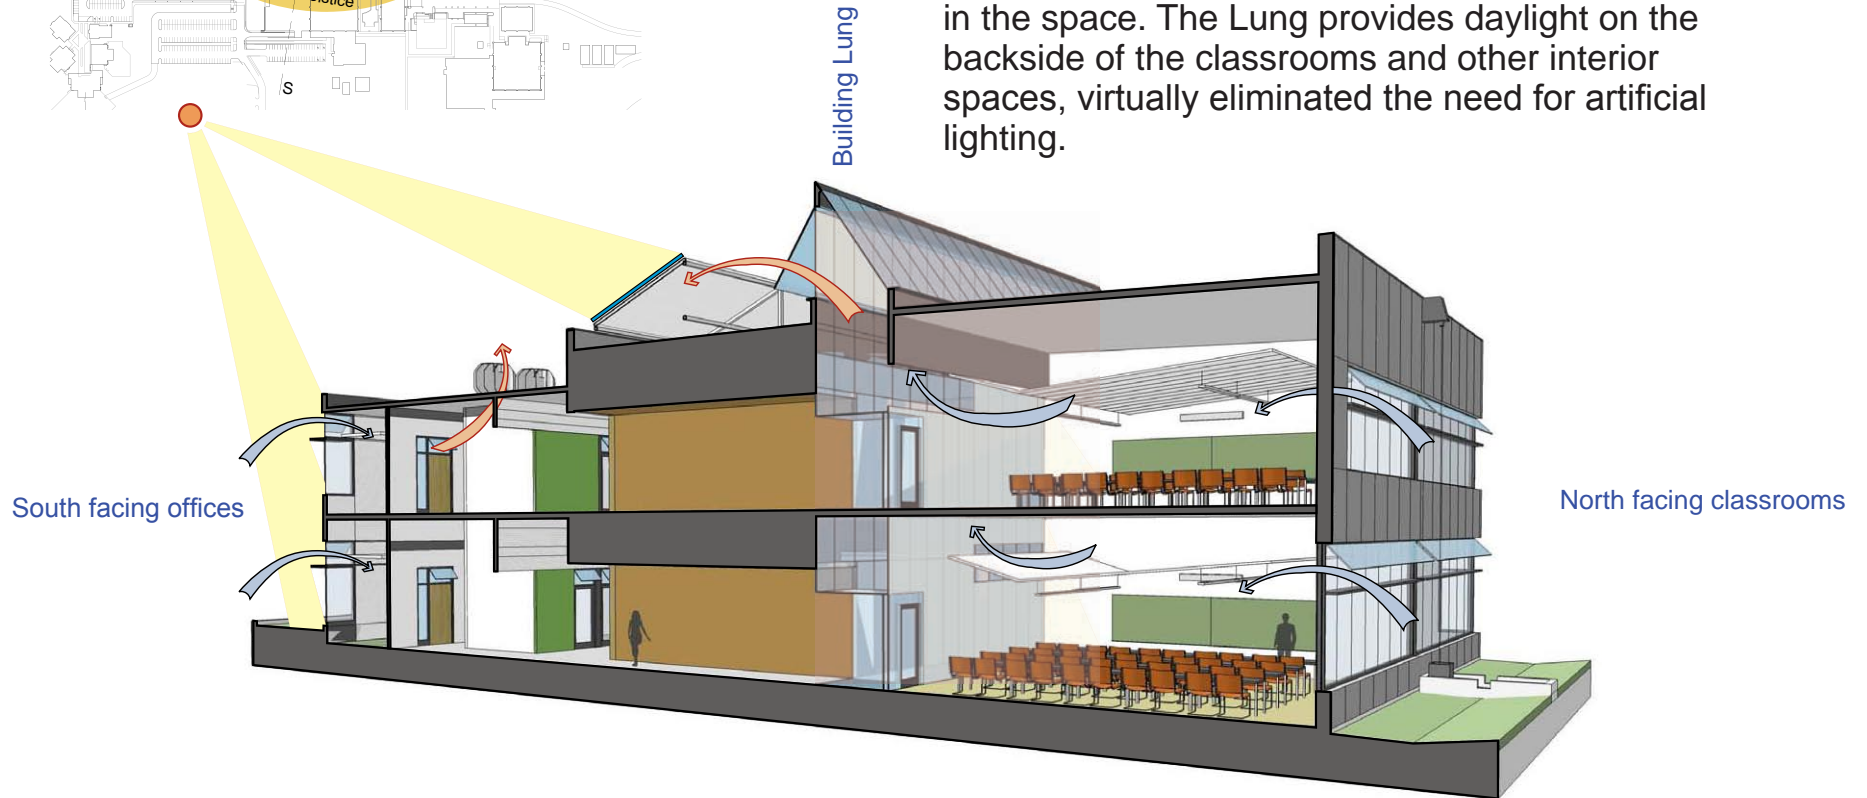 S
Building Lung
in the space. The Lung provides daylight on the
backside of the classrooms and other interior
spaces, virtually eliminated the need for artificial
lighting.
South facing offices
North facing classrooms